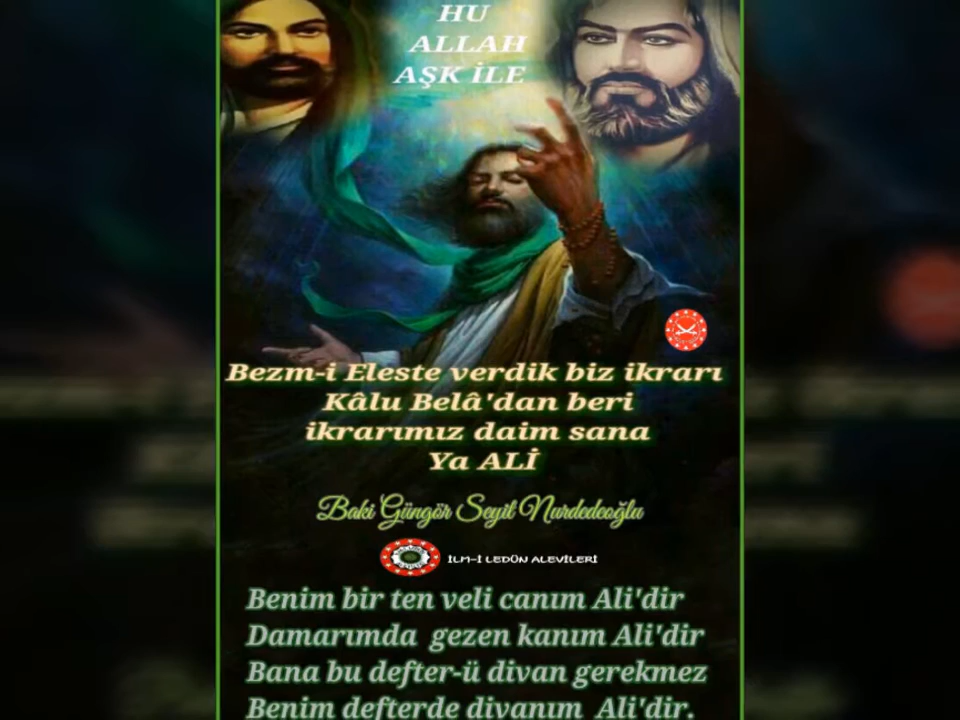 HU
ALLAH
AŞK İLE
Bezm-i Eleste verdik biz ikrarı
Kâlu Belâ'dan beri
ikrarımız daim sana
Ya ALİ
Baki Güngör Seyit Nurdedeoğlu
İLM-İ LEDÜN ALEVİLERİ
Benim bir ten veli canım Ali'dir
Damarımda gezen kanım Ali'dir
Bana bu defter-ü divan gerekmez
Benim defterde divanım Ali'dir.